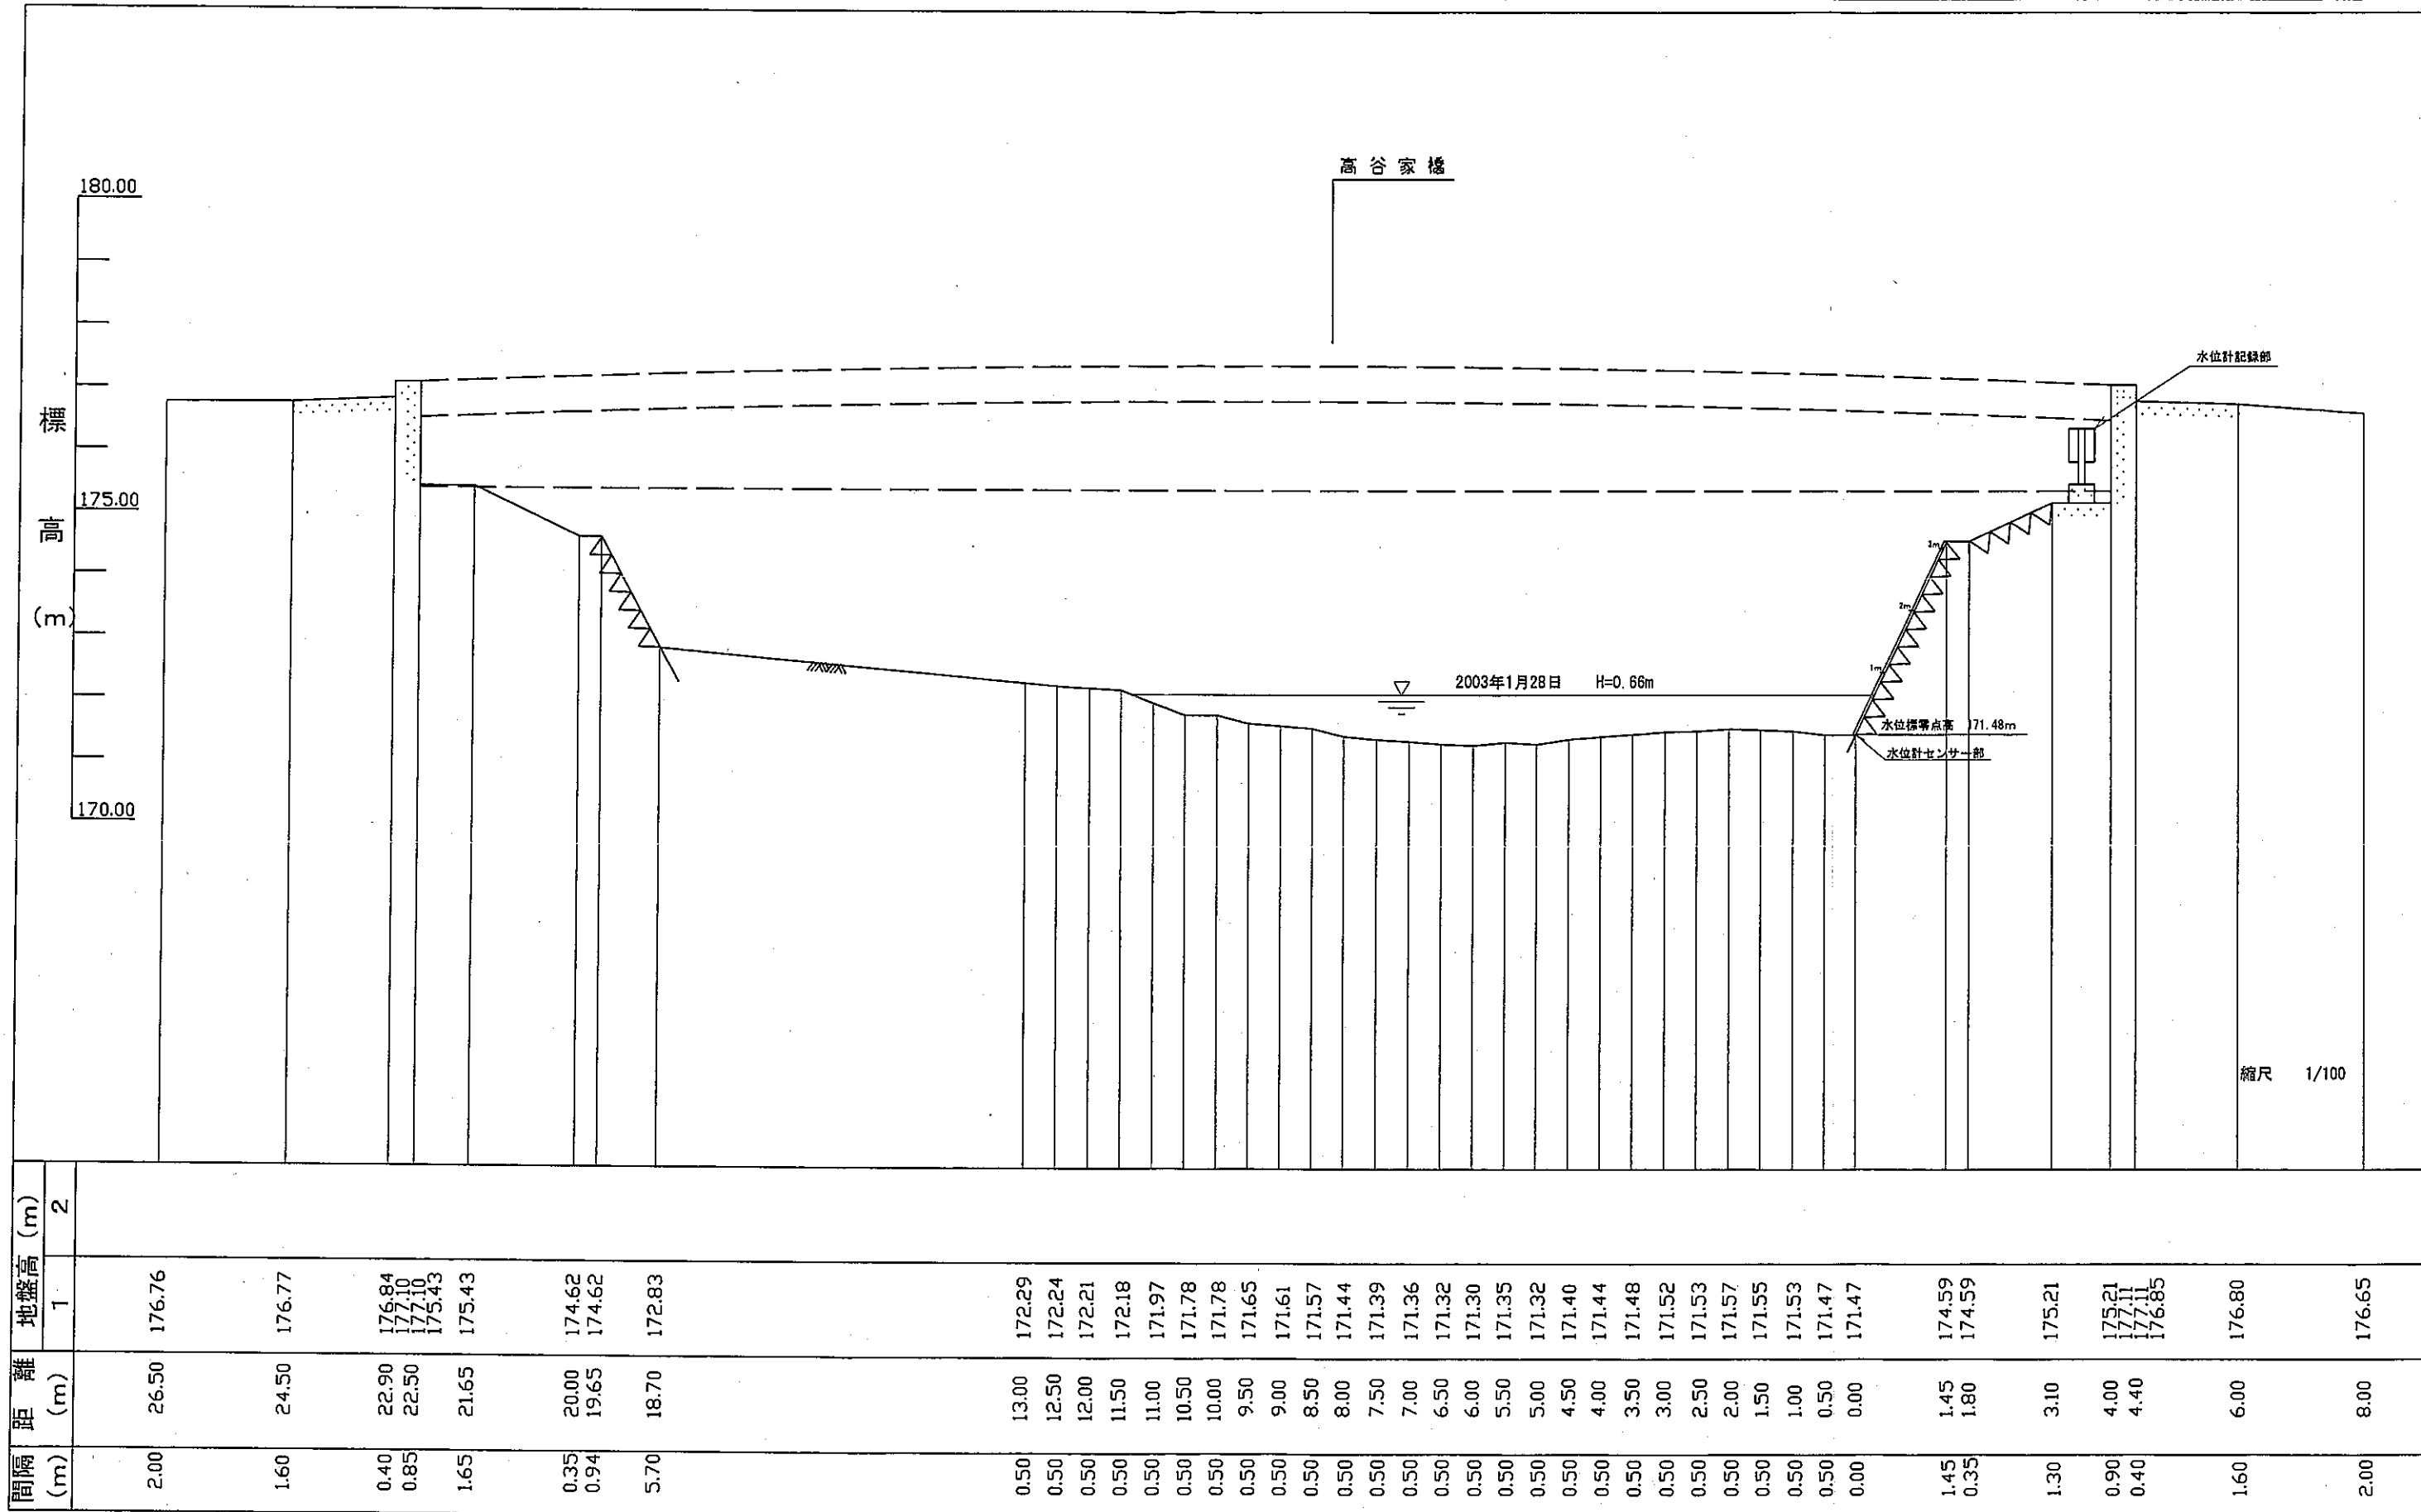 高谷家橋
180.00
水位計記録部
標高(m)
175.00
3m
2m
1m
2003年1月28日 H=0.66m
水位標零点高 171.48m
水位計センサー部
170.00
縮尺 1/100
地盤高(m)
2
1
176.76 176.77 176.84 177.10 177.10 175.43 175.43 174.62 174.62 172.83 172.29 172.24 172.21 172.18 171.97 171.78 171.78 171.65 171.61 171.57 171.44 171.39 171.36 171.32 171.30 171.35 171.32 171.40 171.44 171.48 171.52 171.53 171.57 171.55 171.53 171.47 171.47 174.59 174.59 175.21 175.21 177.11 177.11 176.85 176.80 176.65
距離(m)
26.50 24.50 22.90 22.50 21.65 20.00 19.65 18.70 13.00 12.50 12.00 11.50 11.00 10.50 10.00 9.50 9.00 8.50 8.00 7.50 7.00 6.50 6.00 5.50 5.00 4.50 4.00 3.50 3.00 2.50 2.00 1.50 1.00 0.50 0.00 1.45 1.80 3.10 4.00 4.40 6.00 8.00
間隔(m)
2.00 1.60 0.40 0.85 1.65 0.35 0.94 5.70 0.50 0.50 0.50 0.50 0.50 0.50 0.50 0.50 0.50 0.50 0.50 0.50 0.50 0.50 0.50 0.50 0.50 0.50 0.50 0.50 0.50 0.50 0.50 0.50 0.50 0.50 0.00 1.45 0.35 1.30 0.90 0.40 1.60 2.00